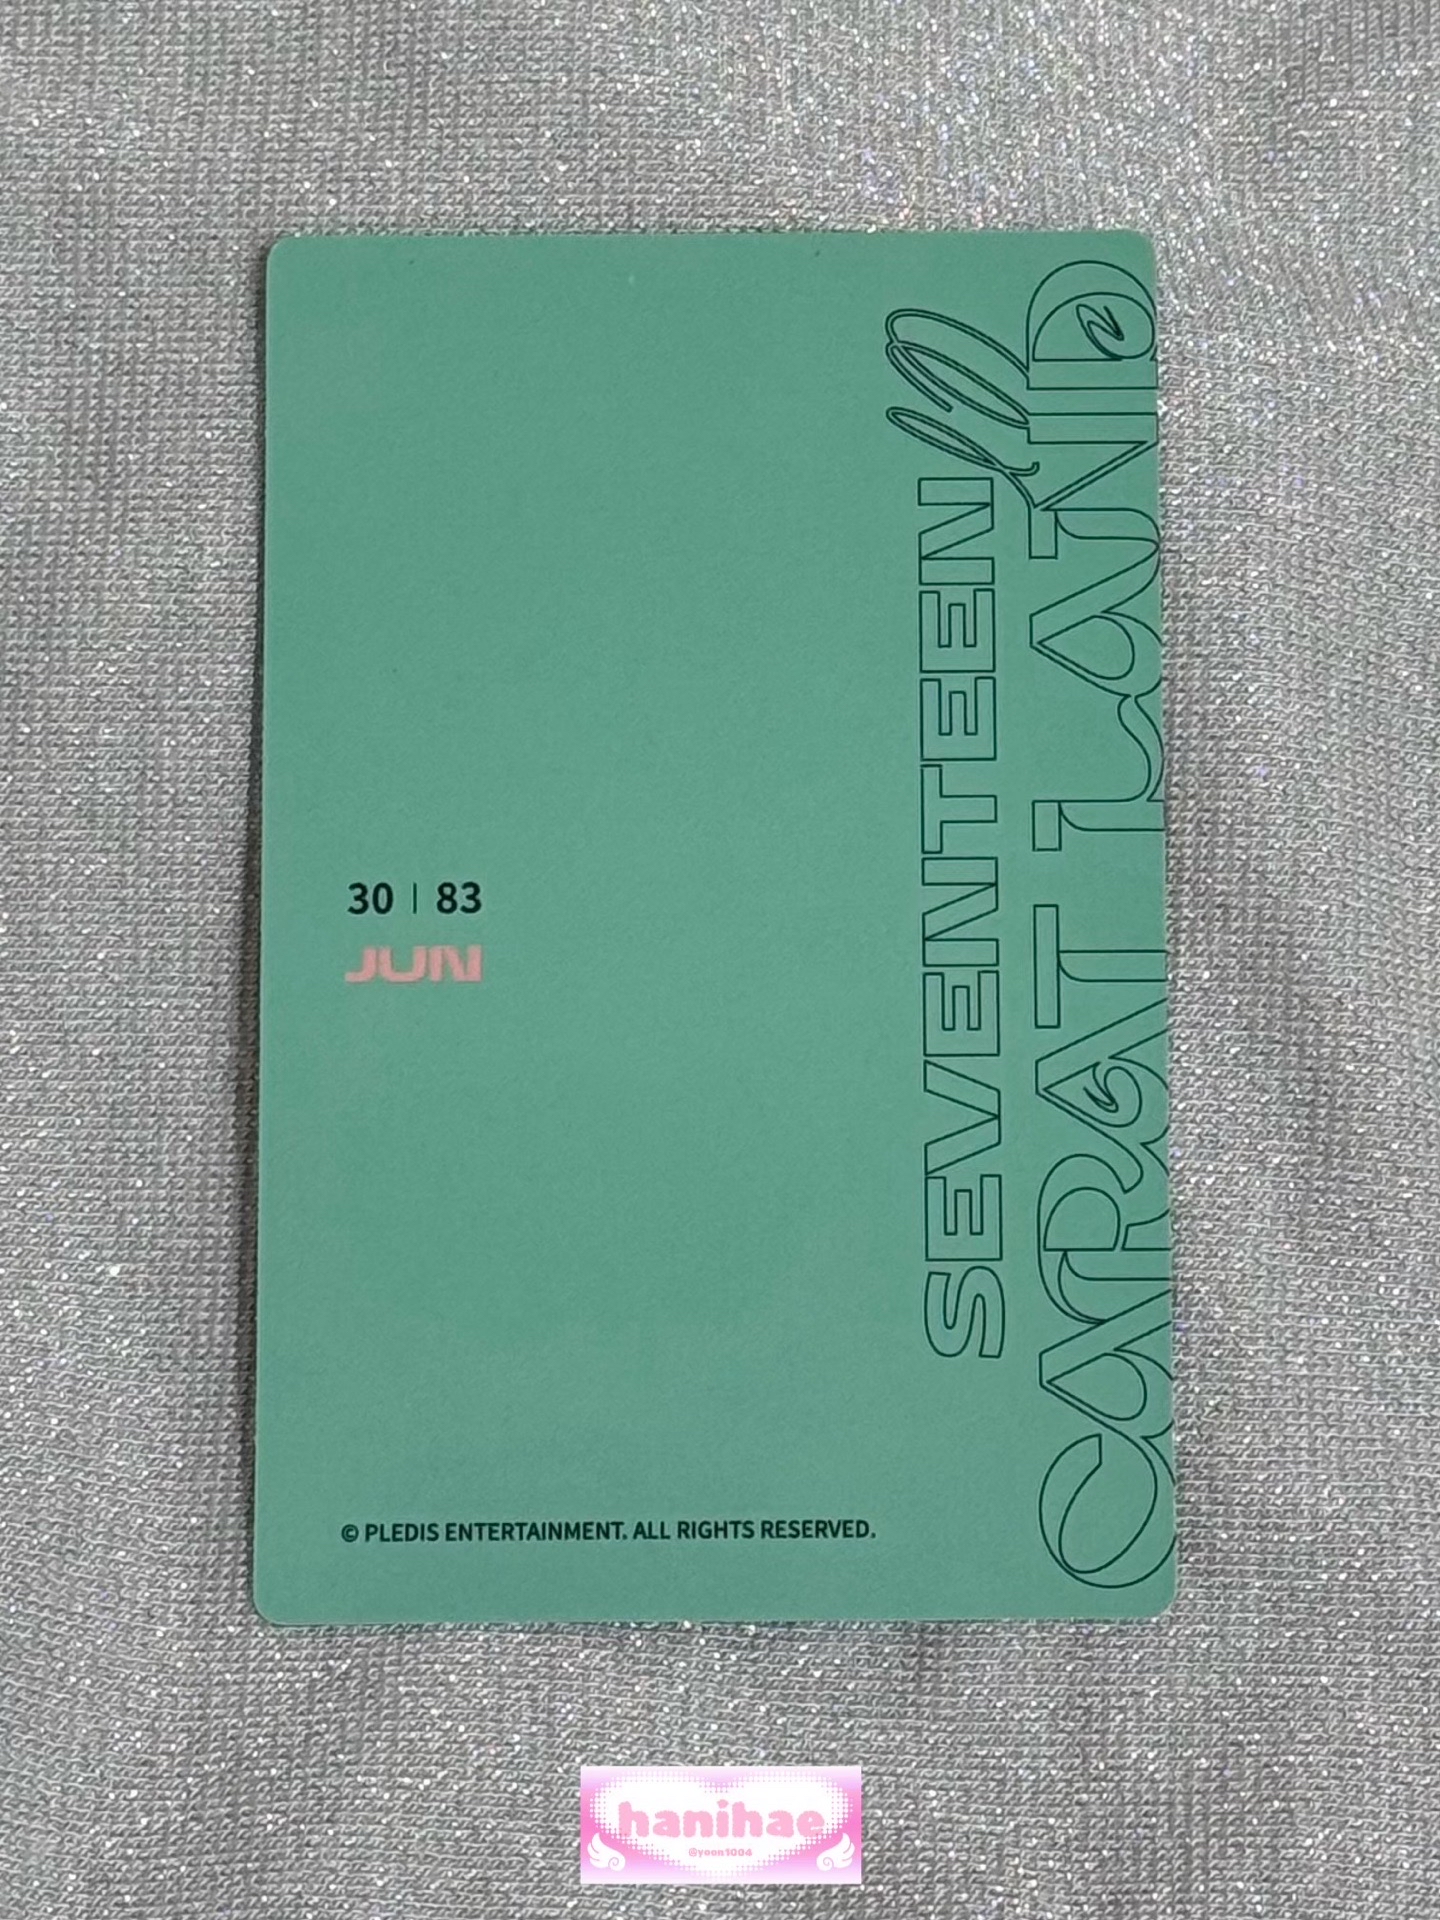 30 | 83
JUN
© PLEDIS ENTERTAINMENT. ALL RIGHTS RESERVED.
SEVENTEEN
CARAT LAND
hanihae
@yoon1004